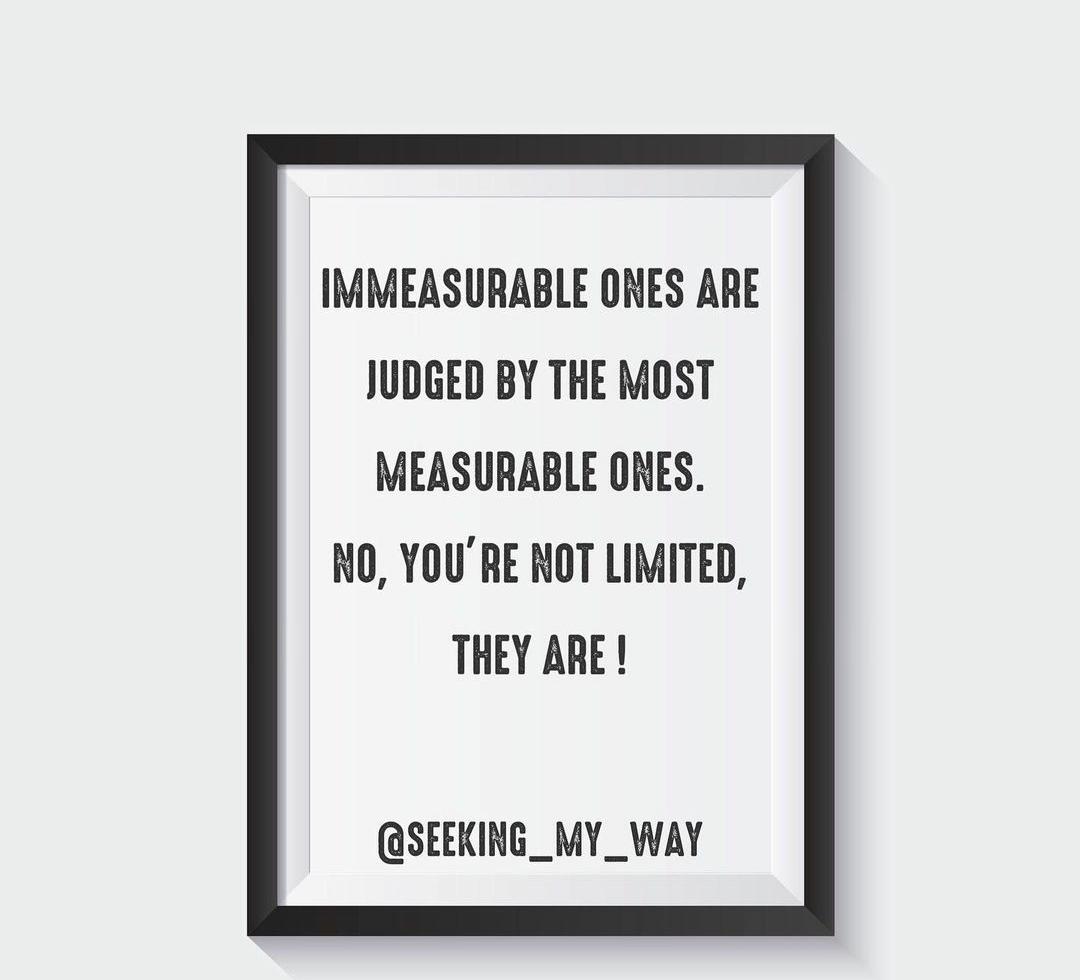 IMMEASURABLE ONES ARE
JUDGED BY THE MOST
MEASURABLE ONES.
NO, YOU'RE NOT LIMITED,
THEY ARE !
@SEEKING_MY_WAY